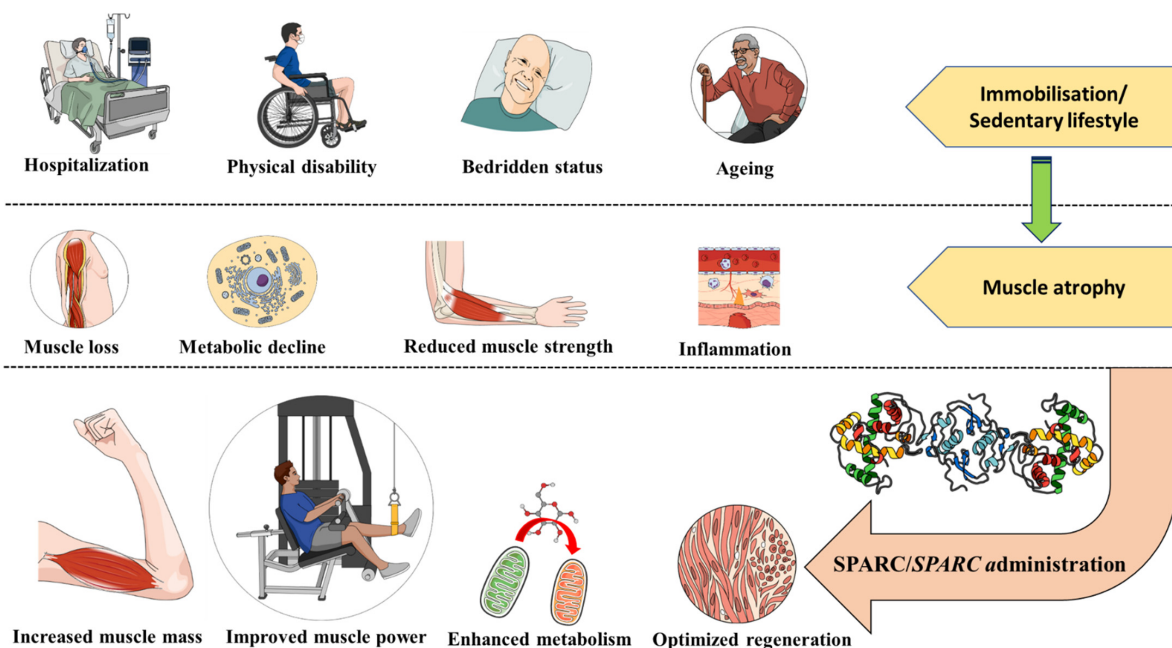 Hospitalization
Physical disability
Bedridden status
Ageing
Immobilisation/
Sedentary lifestyle
Muscle loss
Metabolic decline
Reduced muscle strength
Inflammation
Muscle atrophy
SPARC/SPARC administration
Increased muscle mass
Improved muscle power
Enhanced metabolism
Optimized regeneration